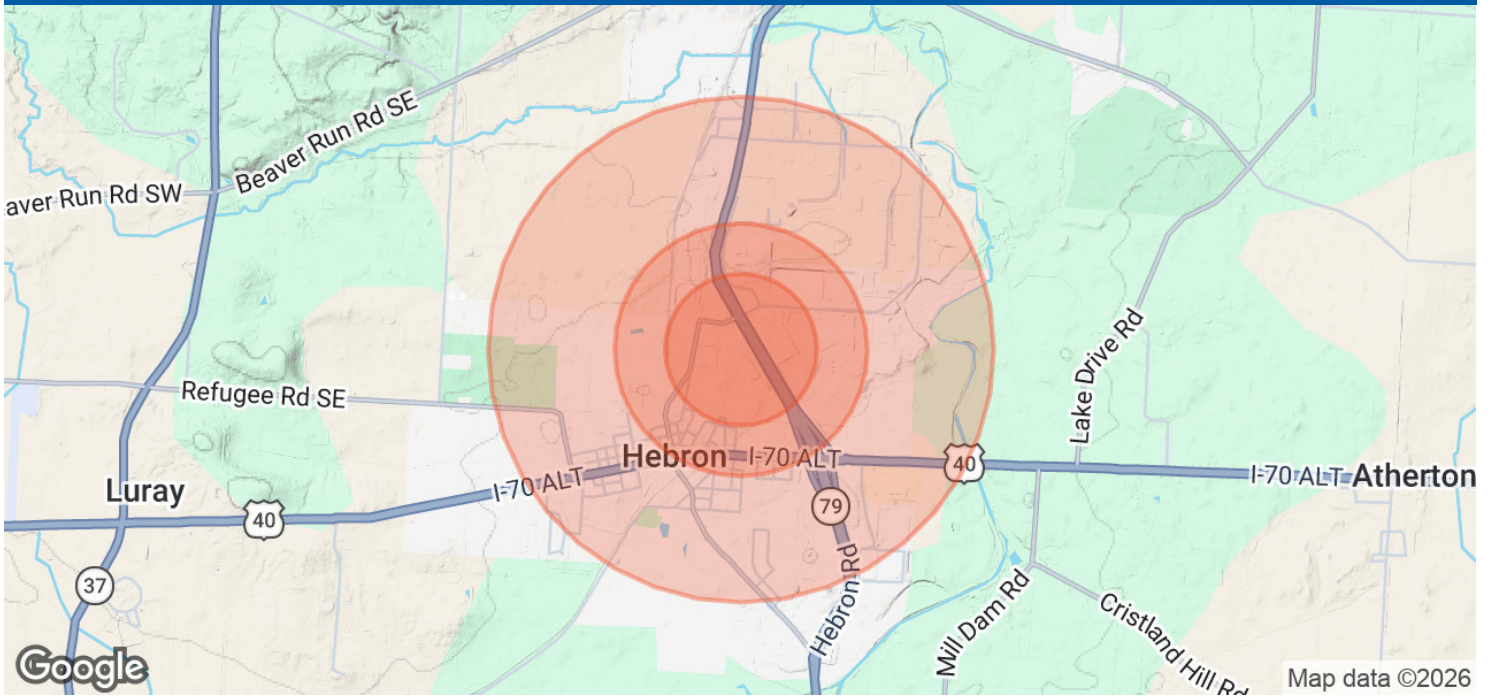 Beaver Run Rd SE
aver Run Rd SW
Lake Drive Rd
Refugee Rd SE
Hebron
I-70 ALT
40
I-70 ALT
Atherton
I-70 ALT
Luray
40
79
37
Hebron Rd
Mill Dam Rd
Cristland Hill Rd
Google
Map data ©2026